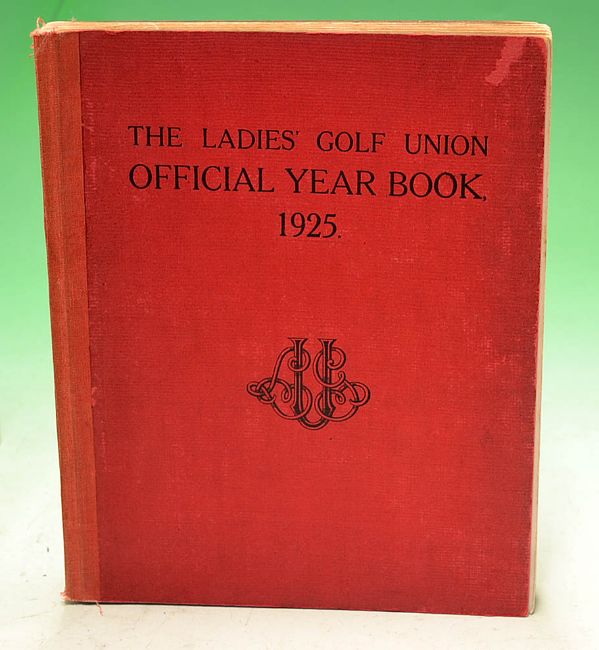 THE LADIES' GOLF UNION
OFFICIAL YEAR BOOK,
1925.